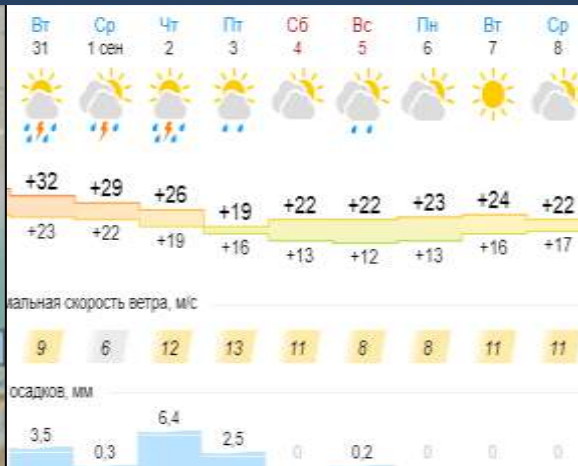 Вт Ср Чт Пт Сб Вс Пн Вт Ср
31 1 сен 2 3 4 5 6 7 8
+32 +29 +26 +19 +22 +22 +23 +24 +22
+23 +22 +19 +16 +13 +12 +13 +16 +17
мальная скорость ветра, м/с
9 6 12 13 11 8 8 11 11
осадков, мм
3,5 0,3 6,4 2,5 0 0,2 0 0 0